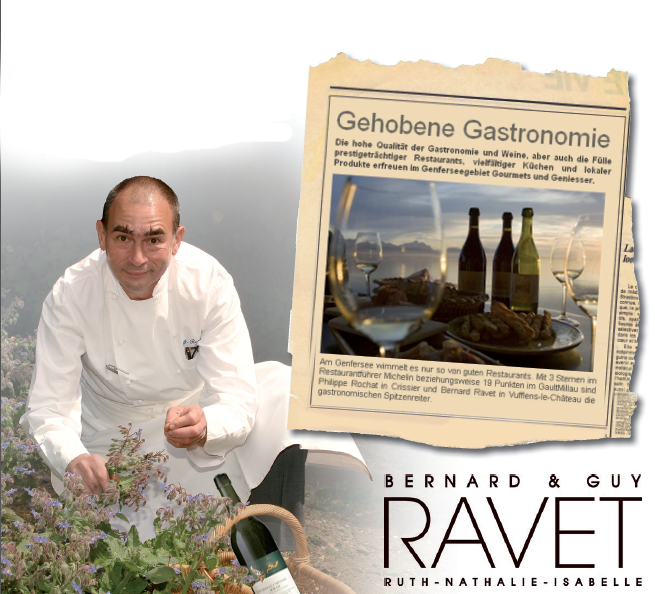 Gehobene Gastronomie
Die hohe Qualität der Gastronomie und Weine, aber auch die Fülle
prestigeträchtiger Restaurants, vielfältiger Küchen und lokaler
Produkte erfreuen im Genferseegebiet Gourmets und Geniesser.
Am Genfersee wimmelt es nur so von guten Restaurants. Mit 3 Sternen im
Restaurantführer Michelin beziehungsweise 19 Punkten im GaultMilau sind
Philippe Rochat in Crissier und Bernard Ravet in Vufflens-le-Château die
gastronomischen Spitzenreiter.
BERNARD & GUY
RAVET
RUTH-NATHALIE-ISABELLE